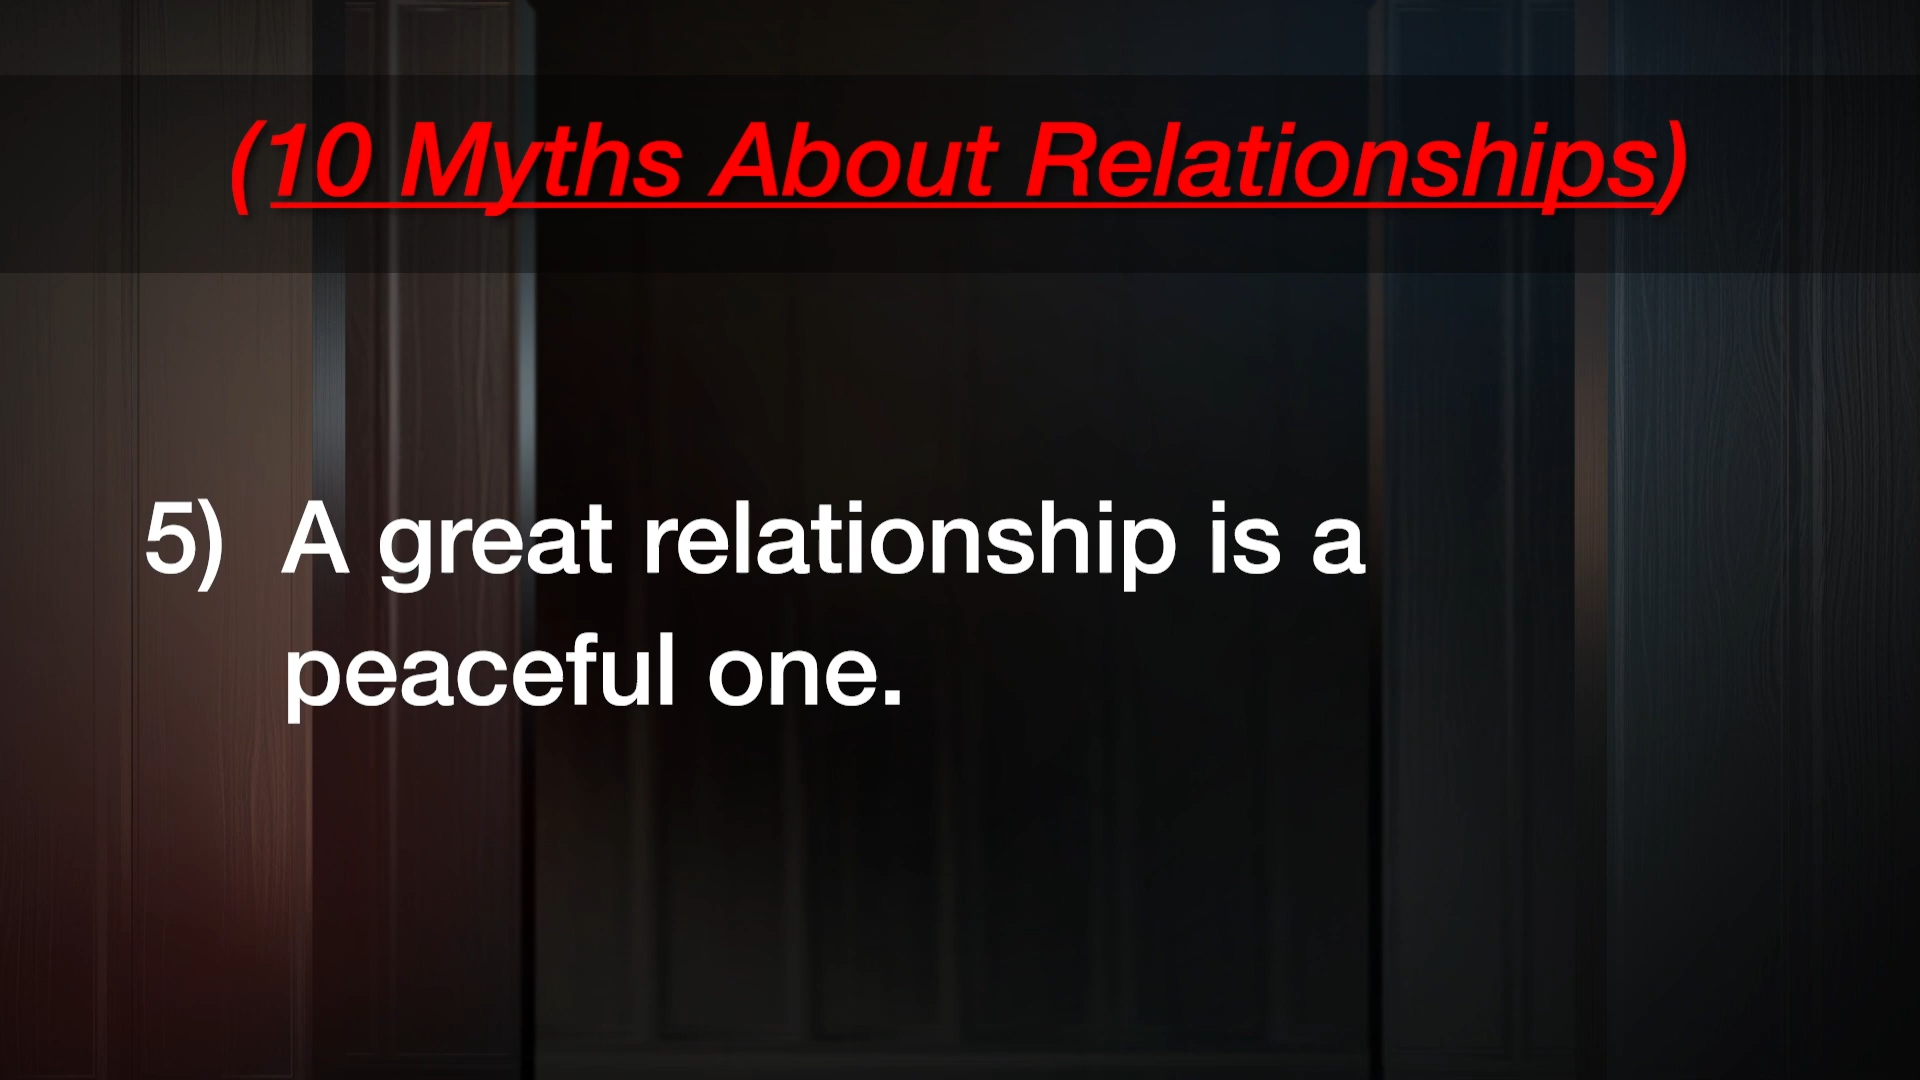 (10 Myths About Relationships)
5) A great relationship is a
peaceful one.